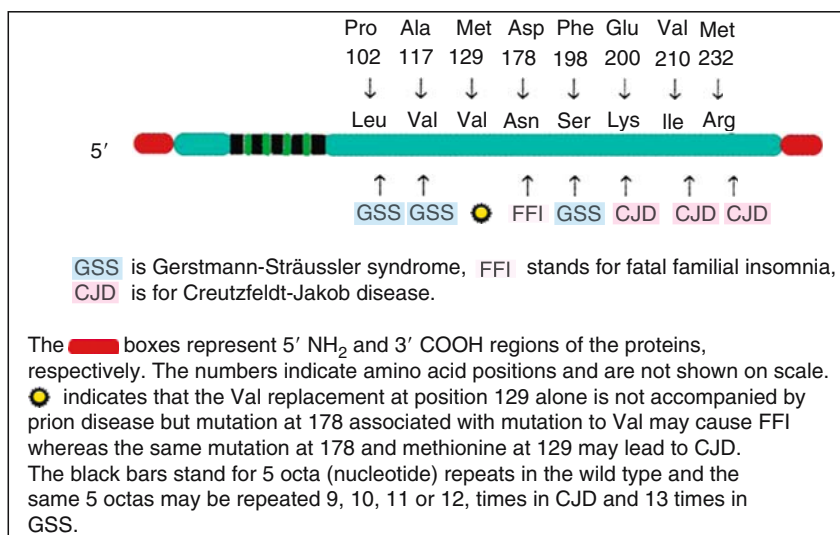 Pro Ala Met Asp Phe Glu Val Met
102 117 129 178 198 200 210 232
↓ ↓ ↓ ↓ ↓ ↓ ↓ ↓
Leu Val Val Asn Ser Lys Ile Arg
5′
↑ ↑ ↑ ↑ ↑ ↑ ↑
GSS GSS FFI GSS CJD CJD CJD
GSS is Gerstmann-Sträussler syndrome, FFI stands for fatal familial insomnia,
CJD is for Creutzfeldt-Jakob disease.
The boxes represent 5′ NH₂ and 3′ COOH regions of the proteins,
respectively. The numbers indicate amino acid positions and are not shown on scale.
indicates that the Val replacement at position 129 alone is not accompanied by
prion disease but mutation at 178 associated with mutation to Val may cause FFI
whereas the same mutation at 178 and methionine at 129 may lead to CJD.
The black bars stand for 5 octa (nucleotide) repeats in the wild type and the
same 5 octas may be repeated 9, 10, 11 or 12, times in CJD and 13 times in
GSS.